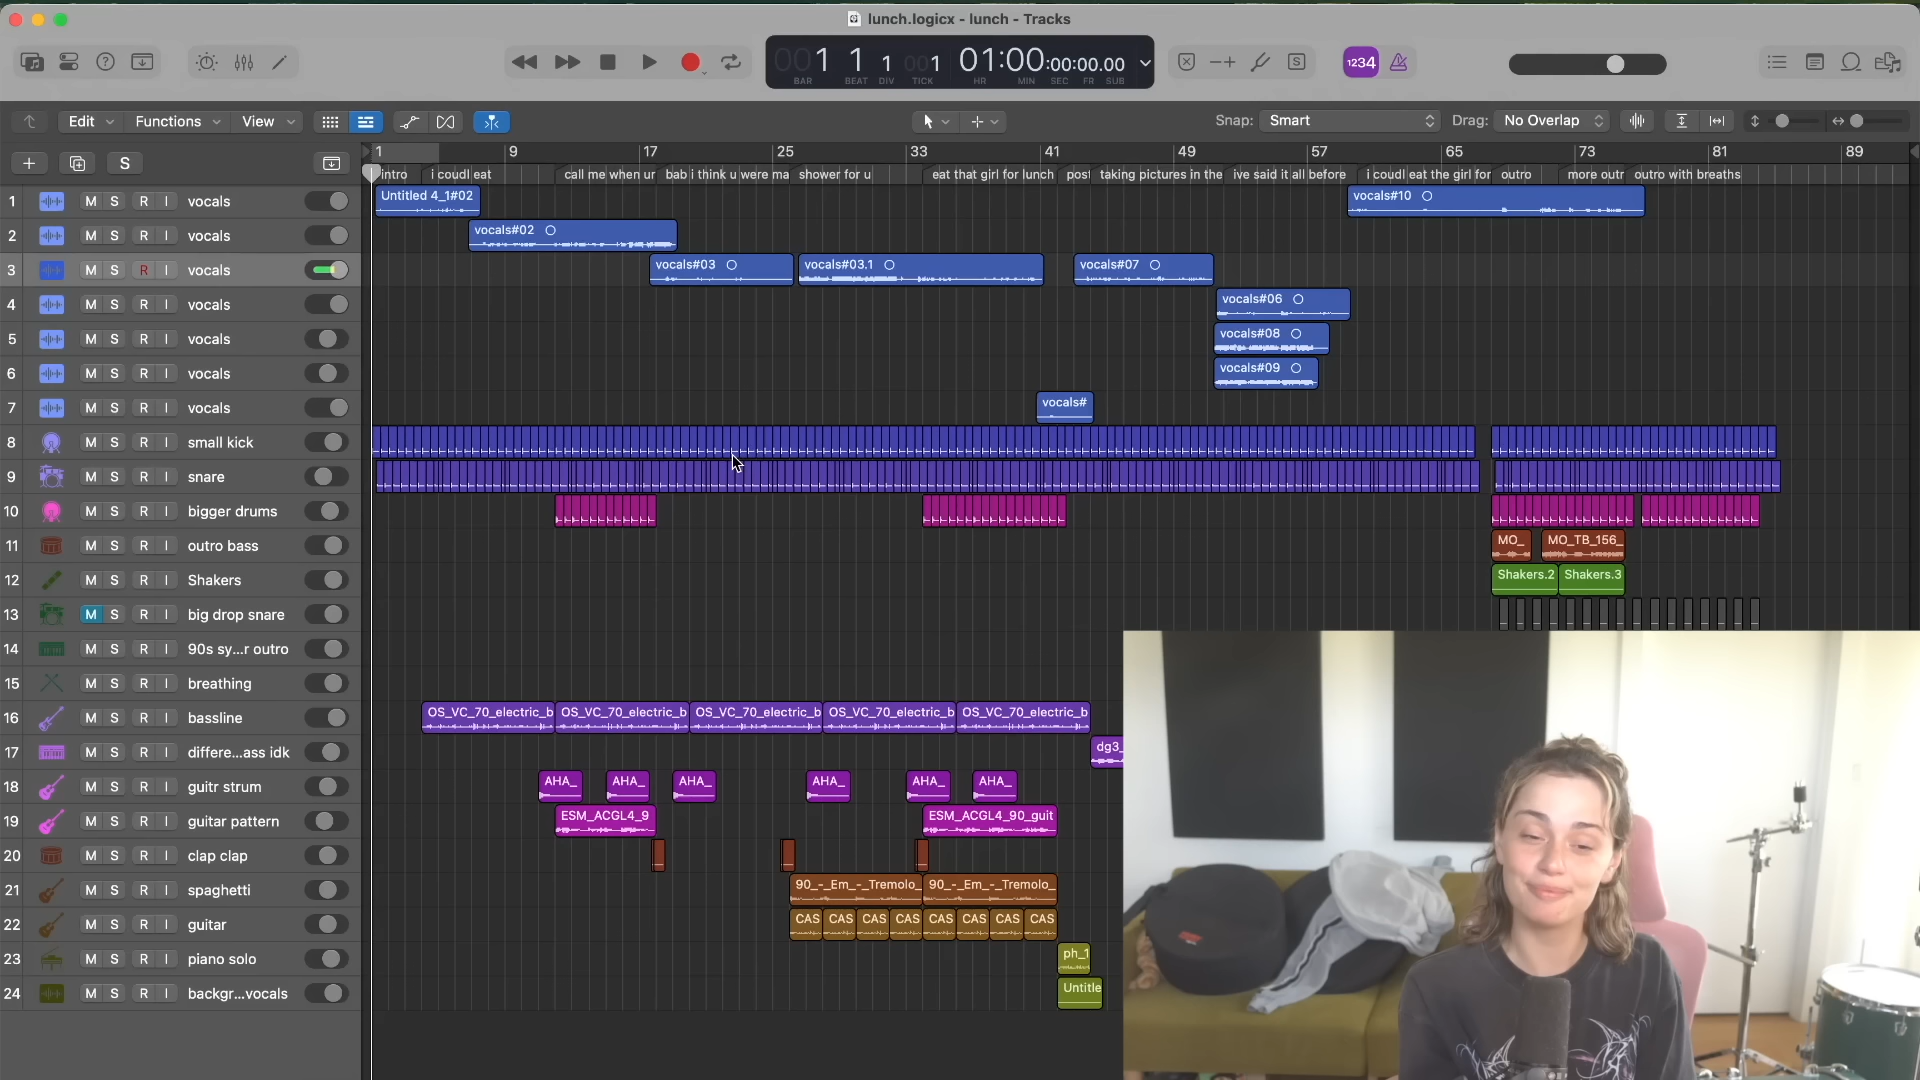 lunch.logicx - lunch - Tracks
001 1 1 001 01:00:00:00.00
BAR BEAT DIV TICK HR MIN SEC FR SUB
1234
Edit Functions View Snap: Smart Drag: No Overlap
S
1 9 17 25 33 41 49 57 65 73 81 89
intro i coudl eat call me when ur bab i think u were ma shower for u eat that girl for lunch post taking pictures in the ive said it all before i coudl eat the girl for outro more outr outro with breaths
1 M S R I vocals Untitled 4_1#02 vocals#10
2 M S R I vocals vocals#02
3 M S R I vocals vocals#03 vocals#03.1 vocals#07
4 M S R I vocals vocals#06
5 M S R I vocals vocals#08
6 M S R I vocals vocals#09
7 M S R I vocals vocals#
8 M S R I small kick
9 M S R I snare
10 M S R I bigger drums
11 M S R I outro bass MO_ MO_TB_156_
12 M S R I Shakers Shakers.2 Shakers.3
13 M S R I big drop snare
14 M S R I 90s sy...r outro
15 M S R I breathing
16 M S R I bassline OS_VC_70_electric_b OS_VC_70_electric_b OS_VC_70_electric_b OS_VC_70_electric_b OS_VC_70_electric_b
17 M S R I differe...ass idk dg3_
18 M S R I guitr strum AHA_ AHA_ AHA_ AHA_ AHA_ AHA_
19 M S R I guitar pattern ESM_ACGL4_9 ESM_ACGL4_90_guit
20 M S R I clap clap
21 M S R I spaghetti 90_-_Em_-_Tremolo_ 90_-_Em_-_Tremolo_
22 M S R I guitar CAS CAS CAS CAS CAS CAS CAS CAS
23 M S R I piano solo ph_1
24 M S R I backgr...vocals Untitle